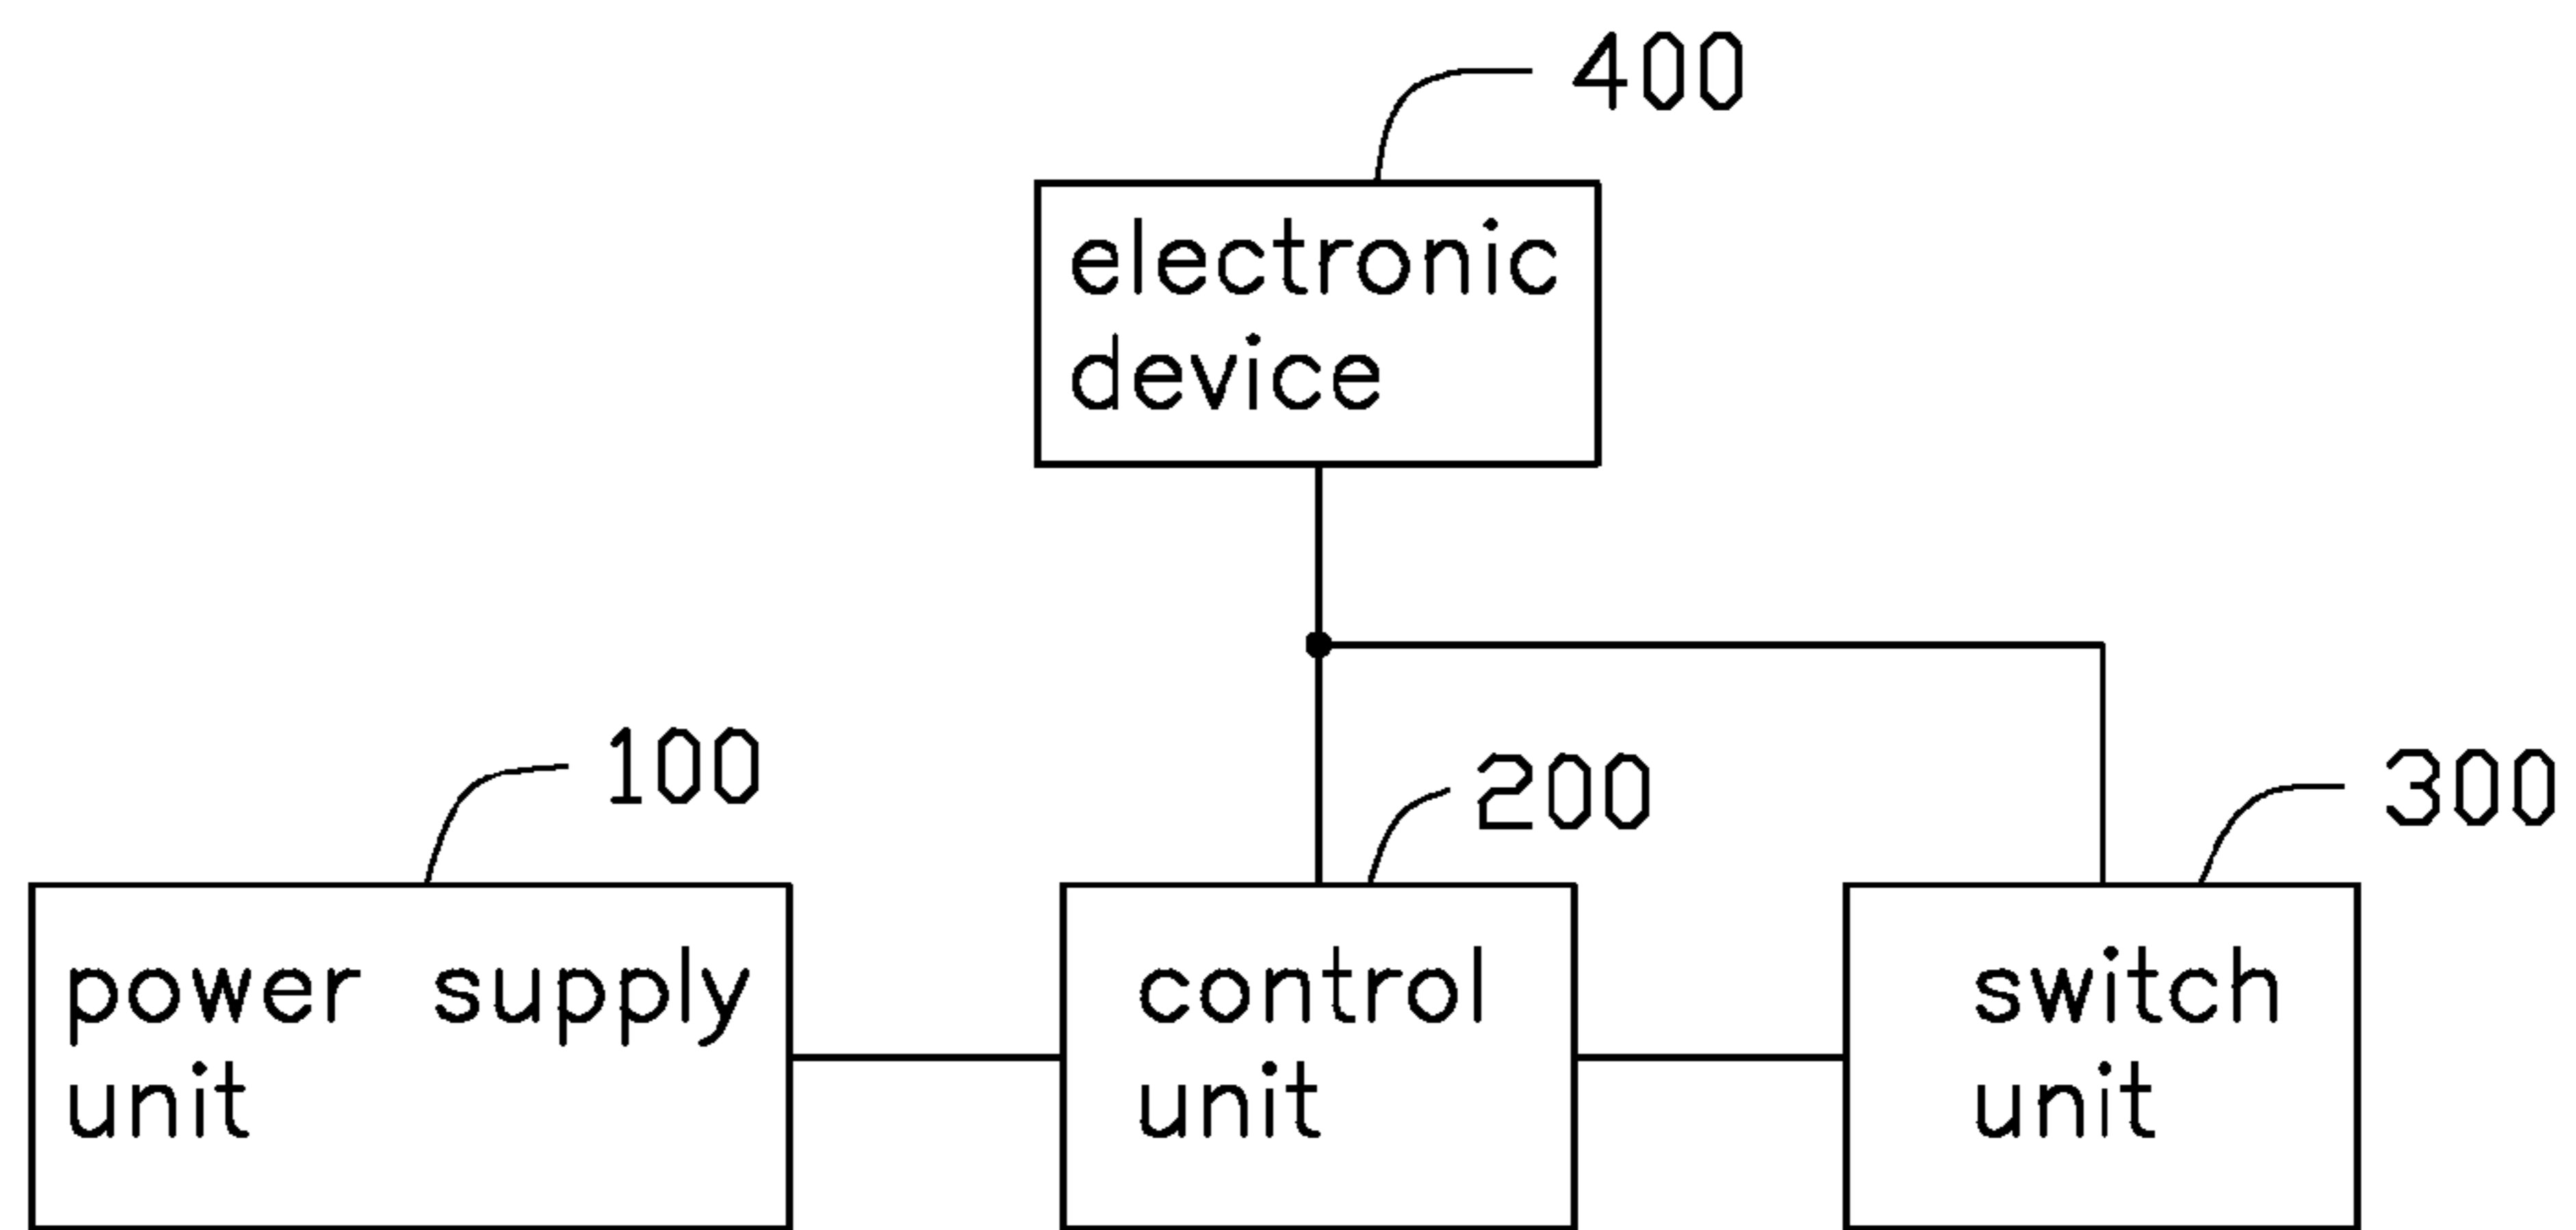 400
electronic
device
100
200
300
power supply
unit
control
unit
switch
unit